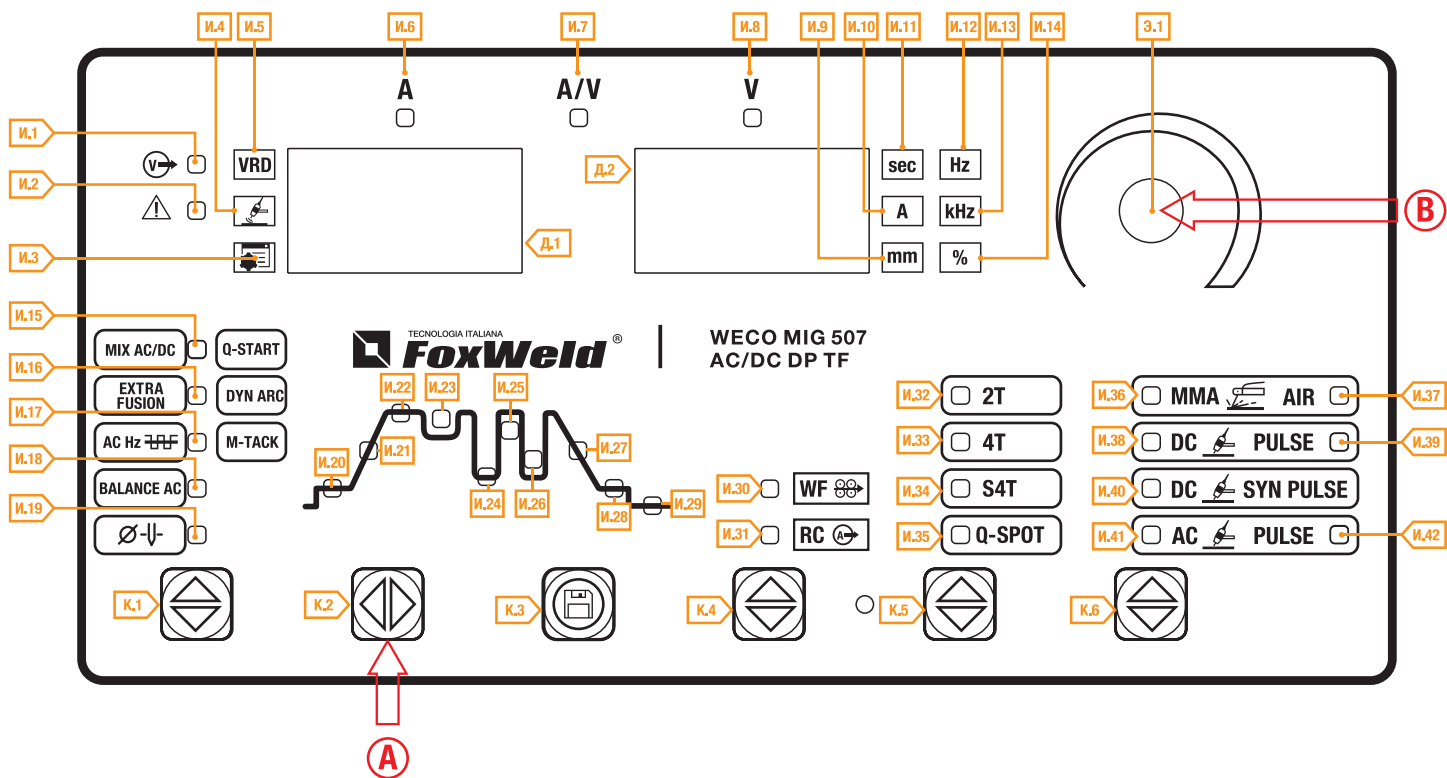 И.4 И.5 И.6 И.7 И.8 И.9 И.10 И.11 И.12 И.13 И.14 Э.1
A A/V V
И.1 V VRD Д.2 sec Hz
И.2 A kHz B
И.3 Д.1 mm %
И.15 MIX AC/DC Q-START
TECNOLOGIA ITALIANA
FoxWeld ®
WECO MIG 507
AC/DC DP TF
И.16 EXTRA
FUSION DYN ARC
И.22 И.23 И.25
И.32 2T И.36 MMA AIR И.37
И.17 AC Hz M-TACK
И.21 И.27
И.33 4T И.38 DC PULSE И.39
И.18 BALANCE AC
И.20 И.24 И.26 И.28 И.29
И.30 WF И.34 S4T И.40 DC SYN PULSE
И.19 Ø
И.31 RC A И.35 Q-SPOT И.41 AC PULSE И.42
К.1 К.2 К.3 К.4 К.5 К.6
A